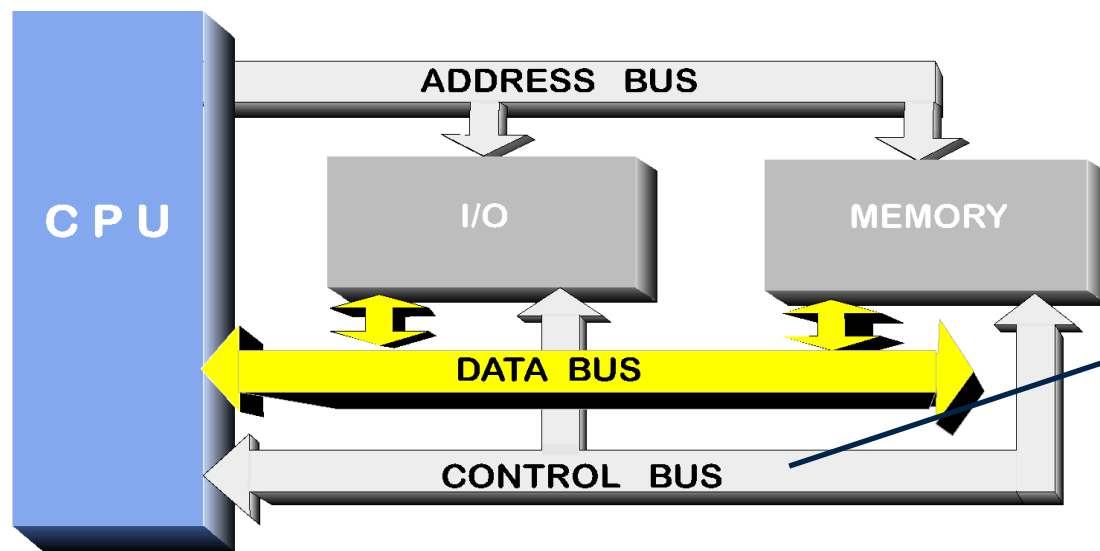 ADDRESS BUS
CPU
I/O
MEMORY
DATA BUS
CONTROL BUS